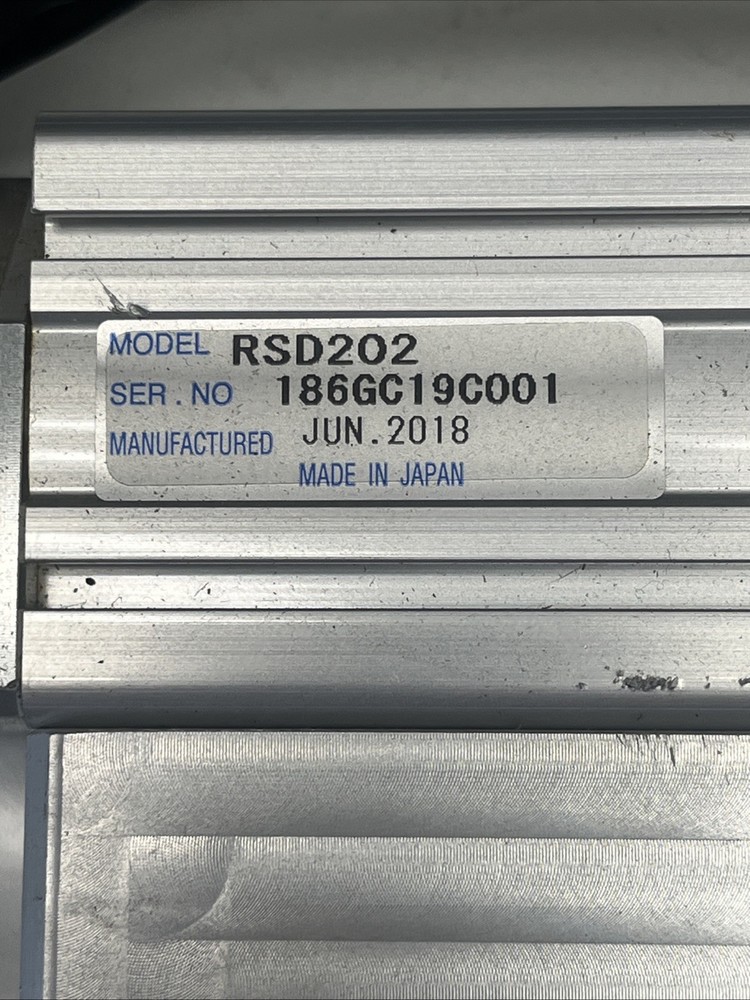 MODEL RSD202
SER . NO 186GC19C001
MANUFACTURED JUN.2018
MADE IN JAPAN